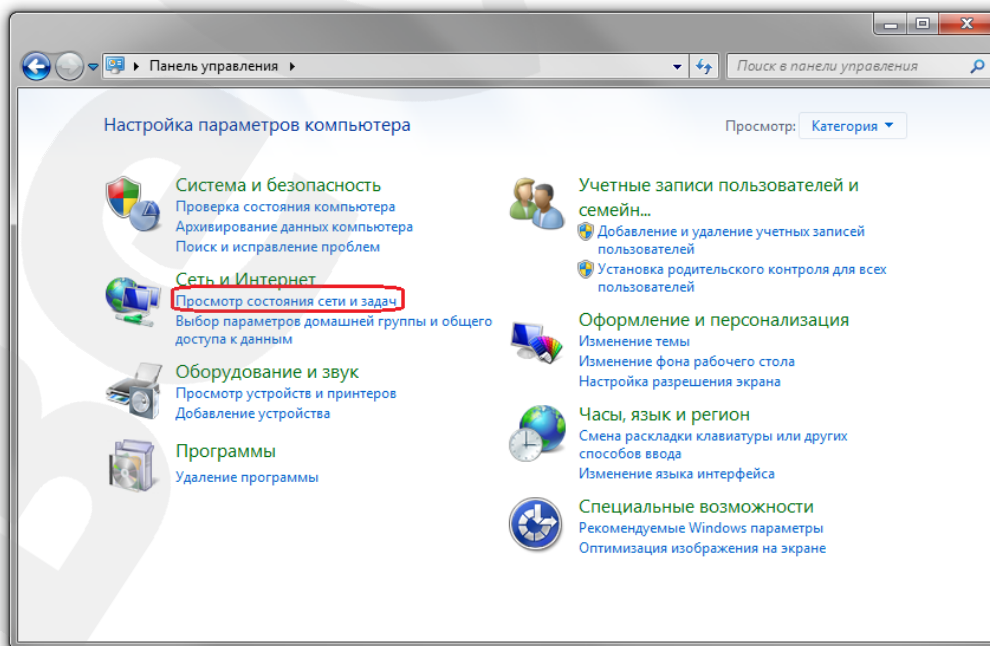 Панель управления
Поиск в панели управления
Настройка параметров компьютера
Просмотр: Категория
Система и безопасность
Проверка состояния компьютера
Архивирование данных компьютера
Поиск и исправление проблем
Сеть и Интернет
Просмотр состояния сети и задач
Выбор параметров домашней группы и общего
доступа к данным
Оборудование и звук
Просмотр устройств и принтеров
Добавление устройства
Программы
Удаление программы
Учетные записи пользователей и
семейн...
Добавление и удаление учетных записей
пользователей
Установка родительского контроля для всех
пользователей
Оформление и персонализация
Изменение темы
Изменение фона рабочего стола
Настройка разрешения экрана
Часы, язык и регион
Смена раскладки клавиатуры или других
способов ввода
Изменение языка интерфейса
Специальные возможности
Рекомендуемые Windows параметры
Оптимизация изображения на экране